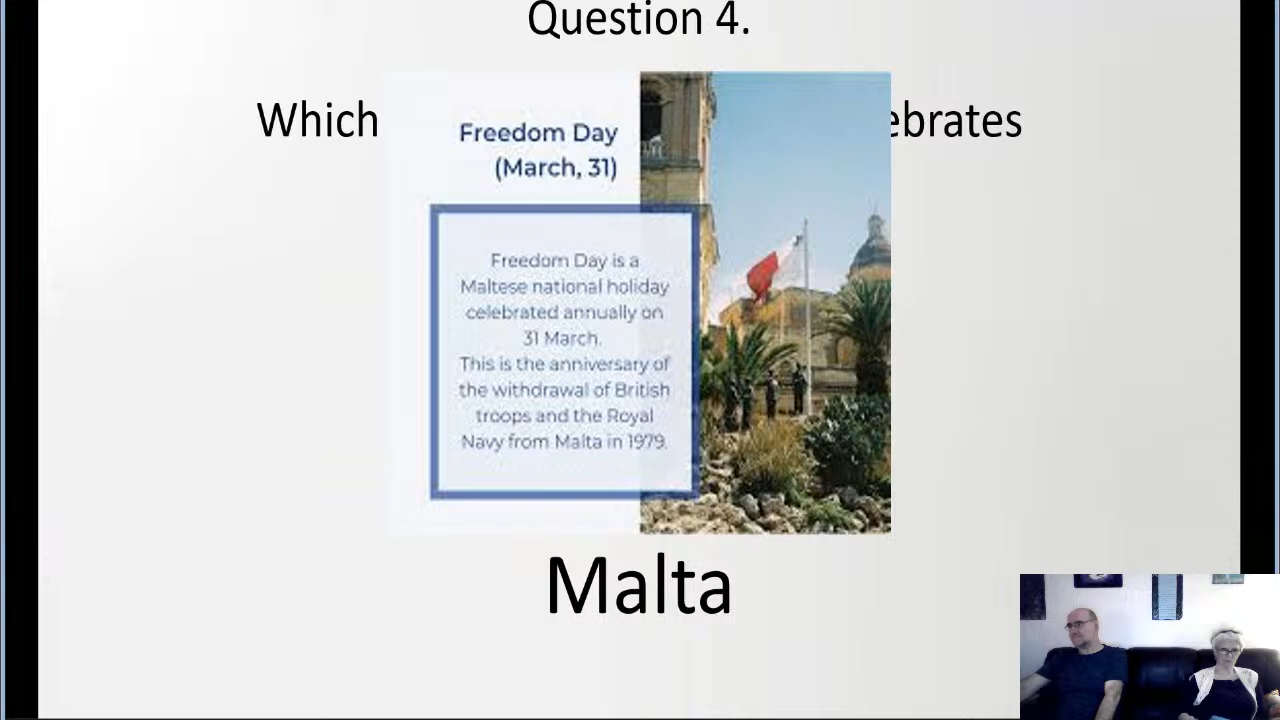 Question 4.
Which ebrates
Freedom Day
(March, 31)
Freedom Day is a
Maltese national holiday
celebrated annually on
31 March.
This is the anniversary of
the withdrawal of British
troops and the Royal
Navy from Malta in 1979.
Malta